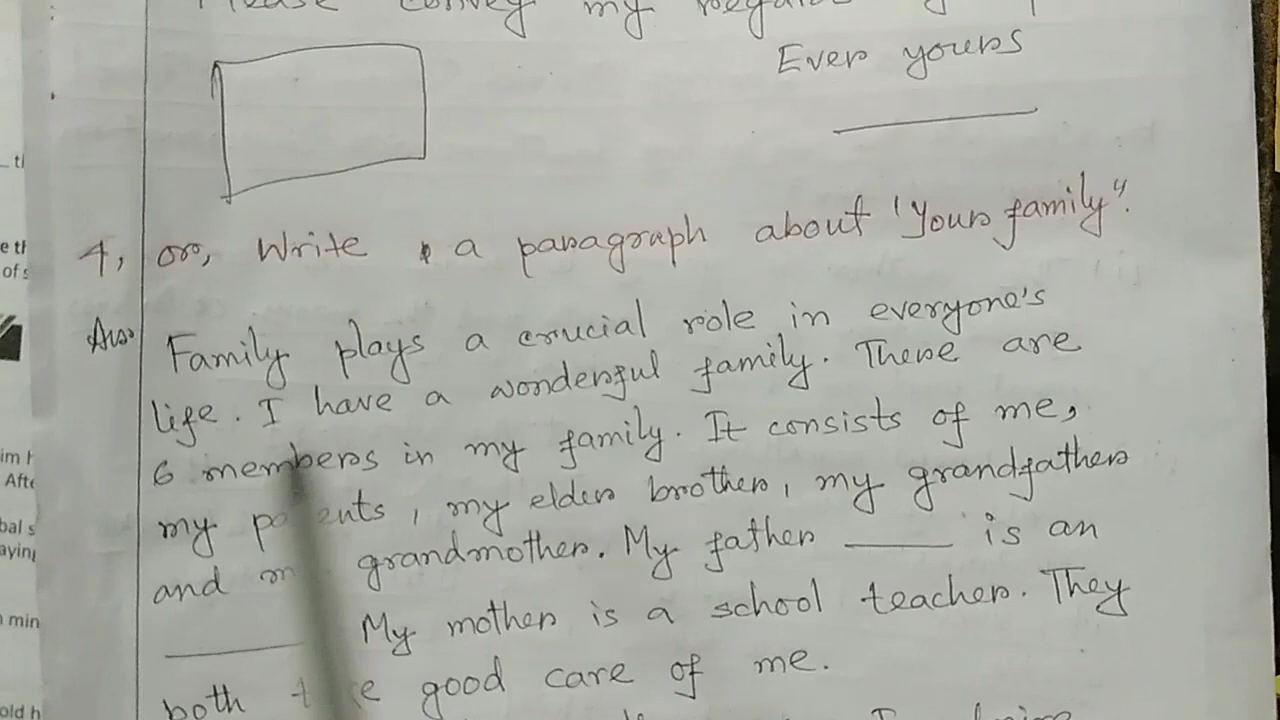 Please convey my
Ever yours
4, or, Write a paragraph about "Your family".
Ans Family plays a crucial role in everyone's
life. I have a wonderful family. There are
6 members in my family. It consists of me,
my parents, my elder brother, my grandfather
and grandmother. My father ______ is an
______ My mother is a school teacher. They
both good care of me.